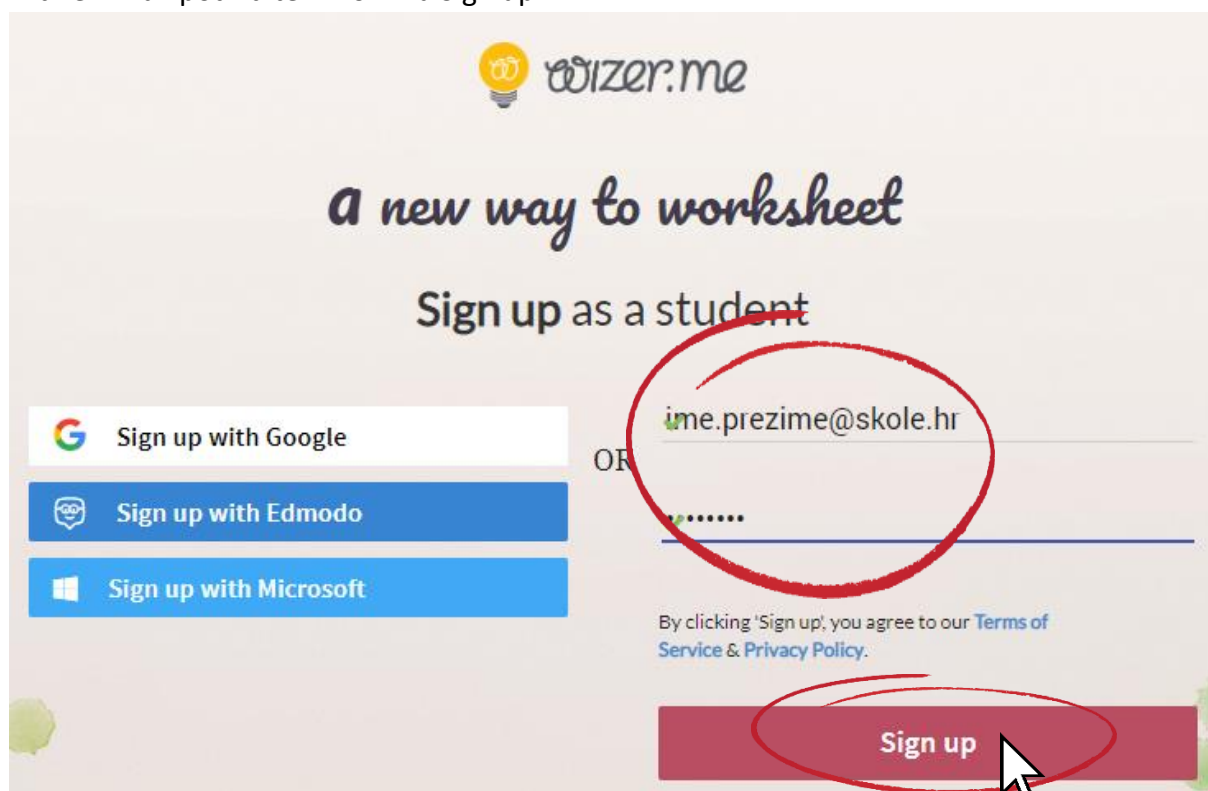 wizer.me
a new way to worksheet
Sign up as a student
Sign up with Google
Sign up with Edmodo
Sign up with Microsoft
OR
ime.prezime@skole.hr
By clicking 'Sign up', you agree to our Terms of
Service & Privacy Policy.
Sign up